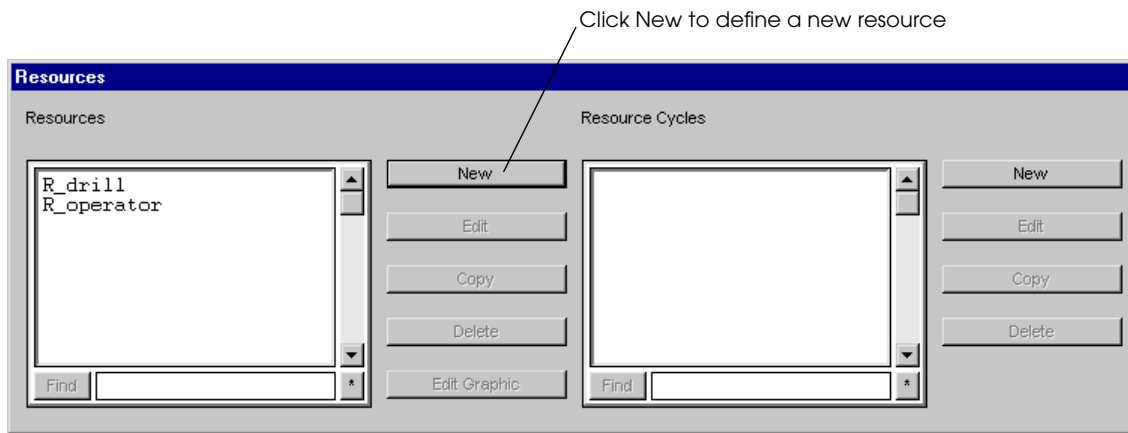 Click New to define a new resource
Resources
Resources
Resource Cycles
R_drill
R_operator
New
Edit
Copy
Delete
Edit Graphic
Find
*
New
Edit
Copy
Delete
Find
*